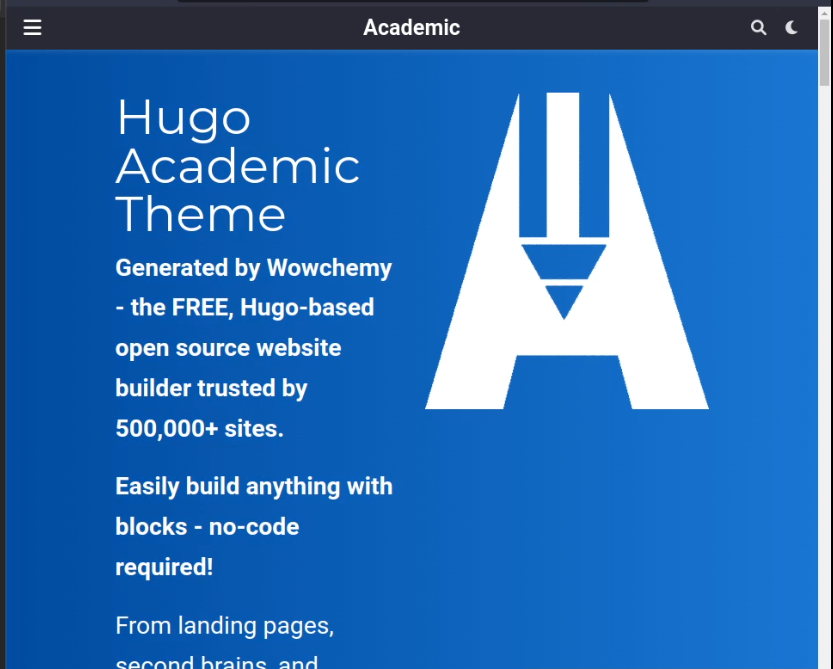 Academic
Hugo
Academic
Theme
Generated by Wowchemy
- the FREE, Hugo-based
open source website
builder trusted by
500,000+ sites.
Easily build anything with
blocks - no-code
required!
From landing pages,
second brains, and